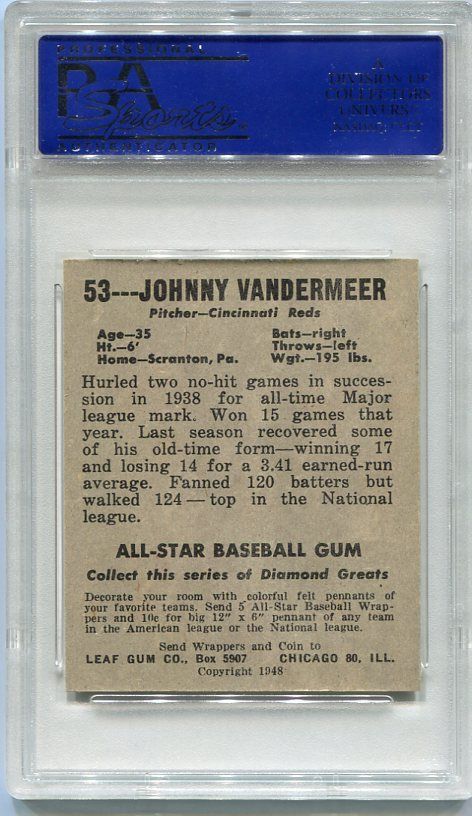 PROFESSIONAL
PSA
Sports
AUTHENTICATOR
A
DIVISION OF
COLLECTORS
UNIVERSE
53---JOHNNY VANDERMEER
Pitcher—Cincinnati Reds
Age—35 Bats—right
Ht.—6' Throws—left
Home—Scranton, Pa. Wgt.—195 lbs.
Hurled two no-hit games in succes-
sion in 1938 for all-time Major
league mark. Won 15 games that
year. Last season recovered some
of his old-time form—winning 17
and losing 14 for a 3.41 earned-run
average. Fanned 120 batters but
walked 124—top in the National
league.
ALL-STAR BASEBALL GUM
Collect this series of Diamond Greats
Decorate your room with colorful felt pennants of
your favorite teams. Send 5 All-Star Baseball Wrap-
pers and 10c for big 12" x 6" pennant of any team
in the American league or the National league.
Send Wrappers and Coin to
LEAF GUM CO., Box 5907 CHICAGO 80, ILL.
Copyright 1948